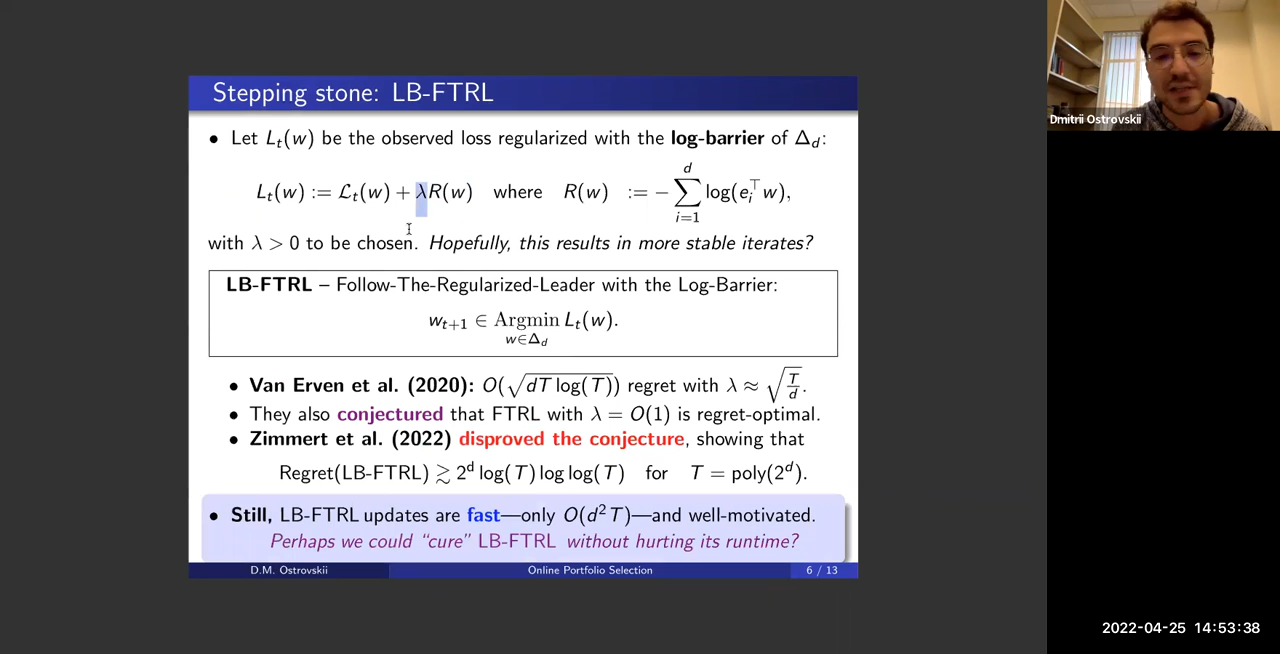 Stepping stone: LB-FTRL
• Let L_t(w) be the observed loss regularized with the log-barrier of Δ_d:
L_t(w) := ℒ_t(w) + λR(w) where R(w) := −∑_{i=1}^{d} log(e_i^⊤ w),
with λ > 0 to be chosen. Hopefully, this results in more stable iterates?
LB-FTRL – Follow-The-Regularized-Leader with the Log-Barrier:
w_{t+1} ∈ Argmin_{w∈Δ_d} L_t(w).
• Van Erven et al. (2020): O(√(dT log(T))) regret with λ ≈ √(T/d).
• They also conjectured that FTRL with λ = O(1) is regret-optimal.
• Zimmert et al. (2022) disproved the conjecture, showing that
Regret(LB-FTRL) ≳ 2^d log(T) log log(T) for T = poly(2^d).
• Still, LB-FTRL updates are fast—only O(d²T)—and well-motivated.
Perhaps we could “cure” LB-FTRL without hurting its runtime?
D.M. Ostrovskii Online Portfolio Selection 6 / 13
Dmitrii Ostrovskii
2022-04-25 14:53:38